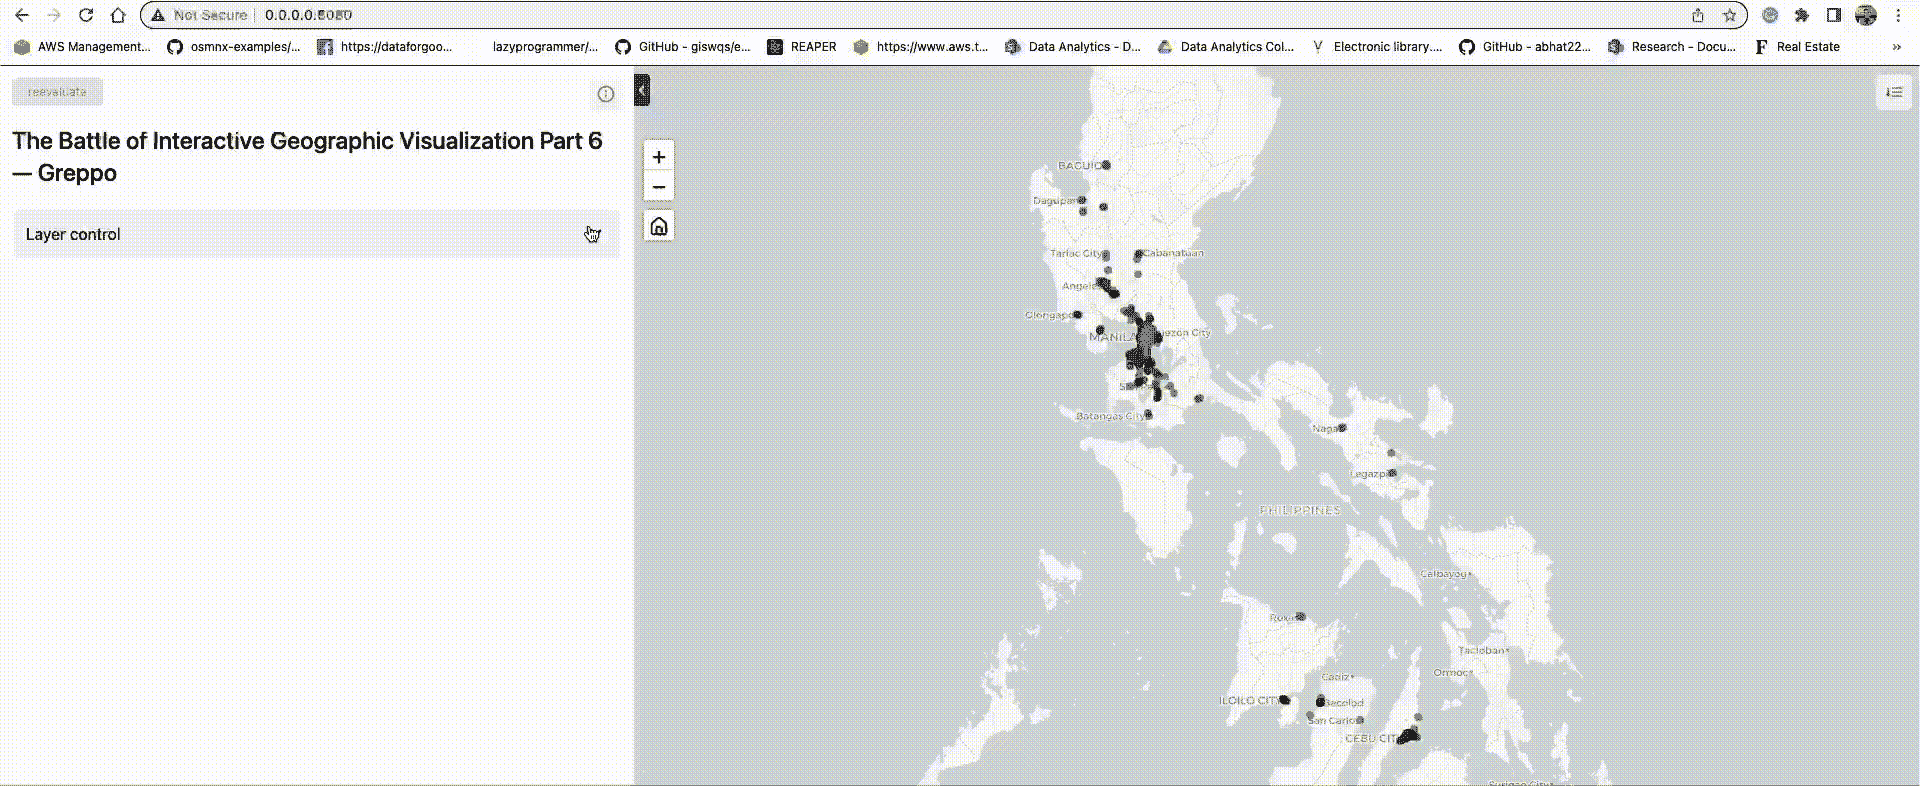 Not Secure 0.0.0.0:8080
AWS Management... osmnx-examples/... https://dataforgoo... lazyprogrammer/... GitHub - giswqs/e... REAPER https://www.aws.t... Data Analytics - D... Data Analytics Col... Electronic library.... GitHub - abhat22... Research - Docu... Real Estate »
reevaluate
The Battle of Interactive Geographic Visualization Part 6
— Greppo
Layer control
+
−
BAGUIO
Dagupan
Tarlac City
Cabanatuan
Angeles
Olongapo
Quezon City
MANILA
Batangas City
Naga
Legazpi
PHILIPPINES
Calbayog
Roxas
Tacloban
Ormoc
Cadiz
ILOILO CITY
Bacolod
San Carlos
CEBU CITY
Surigao City